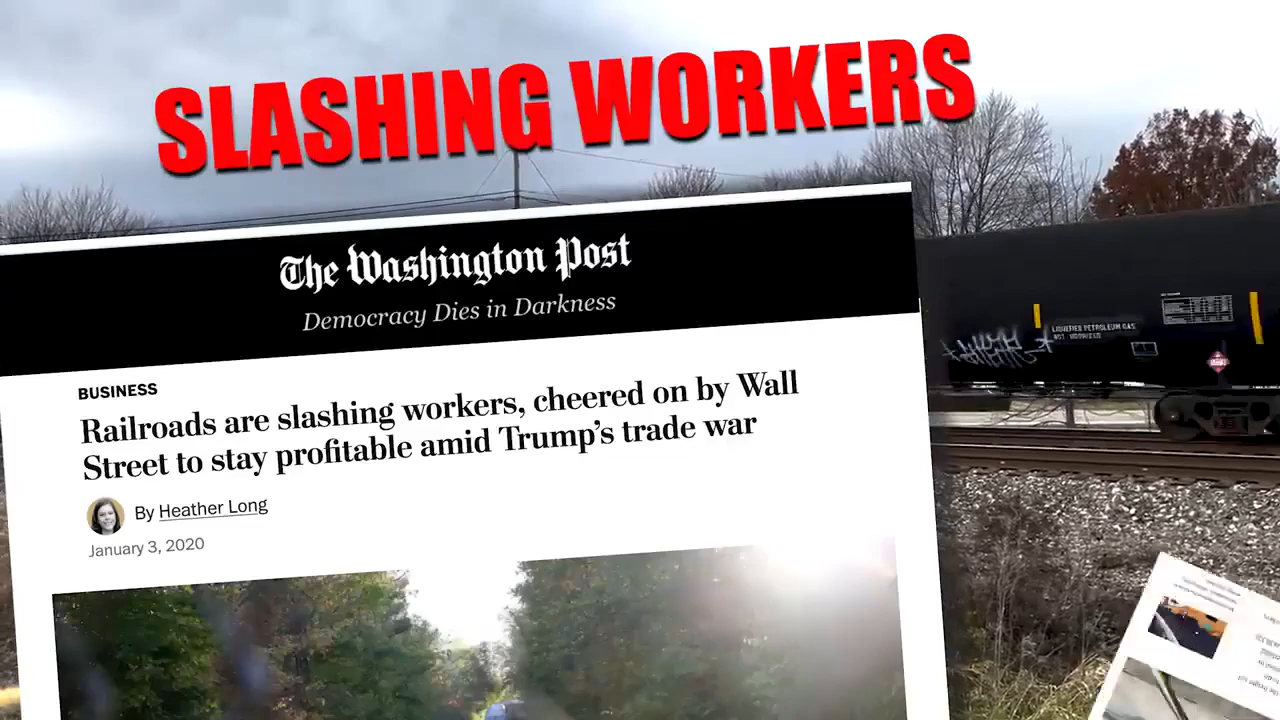 SLASHING WORKERS
The Washington Post
Democracy Dies in Darkness
BUSINESS
Railroads are slashing workers, cheered on by Wall
Street to stay profitable amid Trump's trade war
By Heather Long
January 3, 2020
LIQUEFIED PETROLEUM GAS